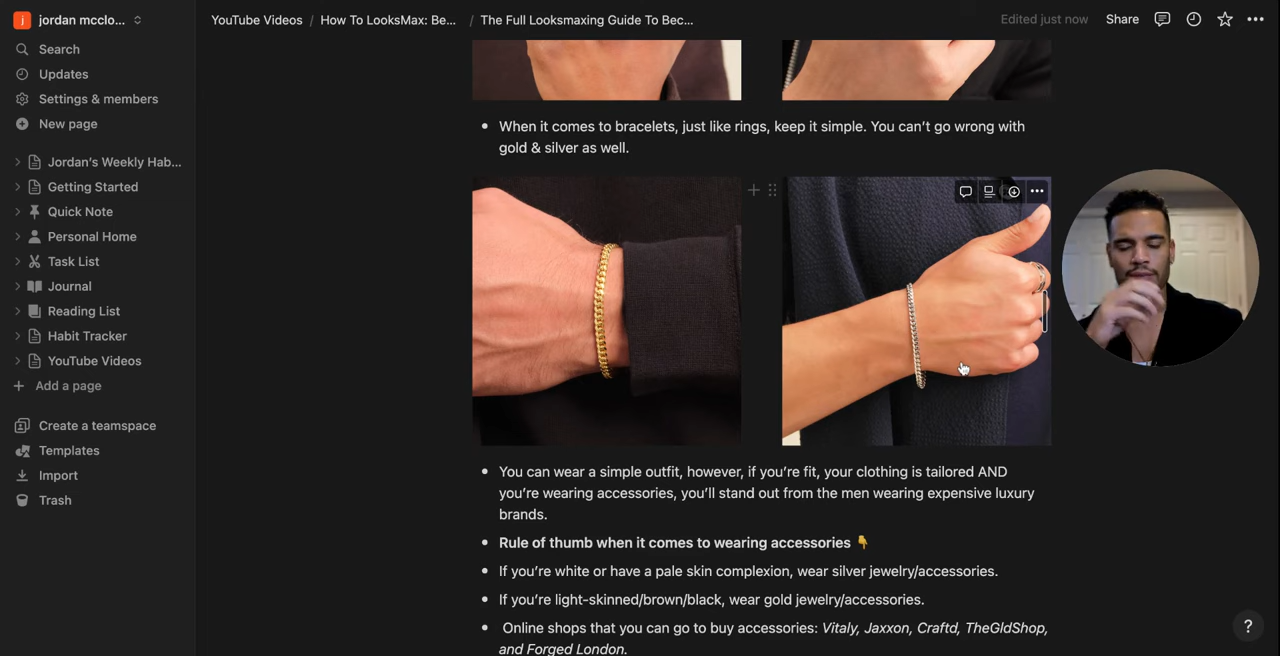 j jordan mcclo...
YouTube Videos / How To LooksMax: Be... / The Full Looksmaxing Guide To Bec...
Edited just now Share
Search
Updates
Settings & members
New page
Jordan's Weekly Hab...
Getting Started
Quick Note
Personal Home
Task List
Journal
Reading List
Habit Tracker
YouTube Videos
Add a page
Create a teamspace
Templates
Import
Trash
• When it comes to bracelets, just like rings, keep it simple. You can’t go wrong with
gold & silver as well.
• You can wear a simple outfit, however, if you’re fit, your clothing is tailored AND
you’re wearing accessories, you’ll stand out from the men wearing expensive luxury
brands.
• Rule of thumb when it comes to wearing accessories 👇
• If you’re white or have a pale skin complexion, wear silver jewelry/accessories.
• If you’re light-skinned/brown/black, wear gold jewelry/accessories.
• Online shops that you can go to buy accessories: Vitaly, Jaxxon, Craftd, TheGldShop,
and Forged London.
?